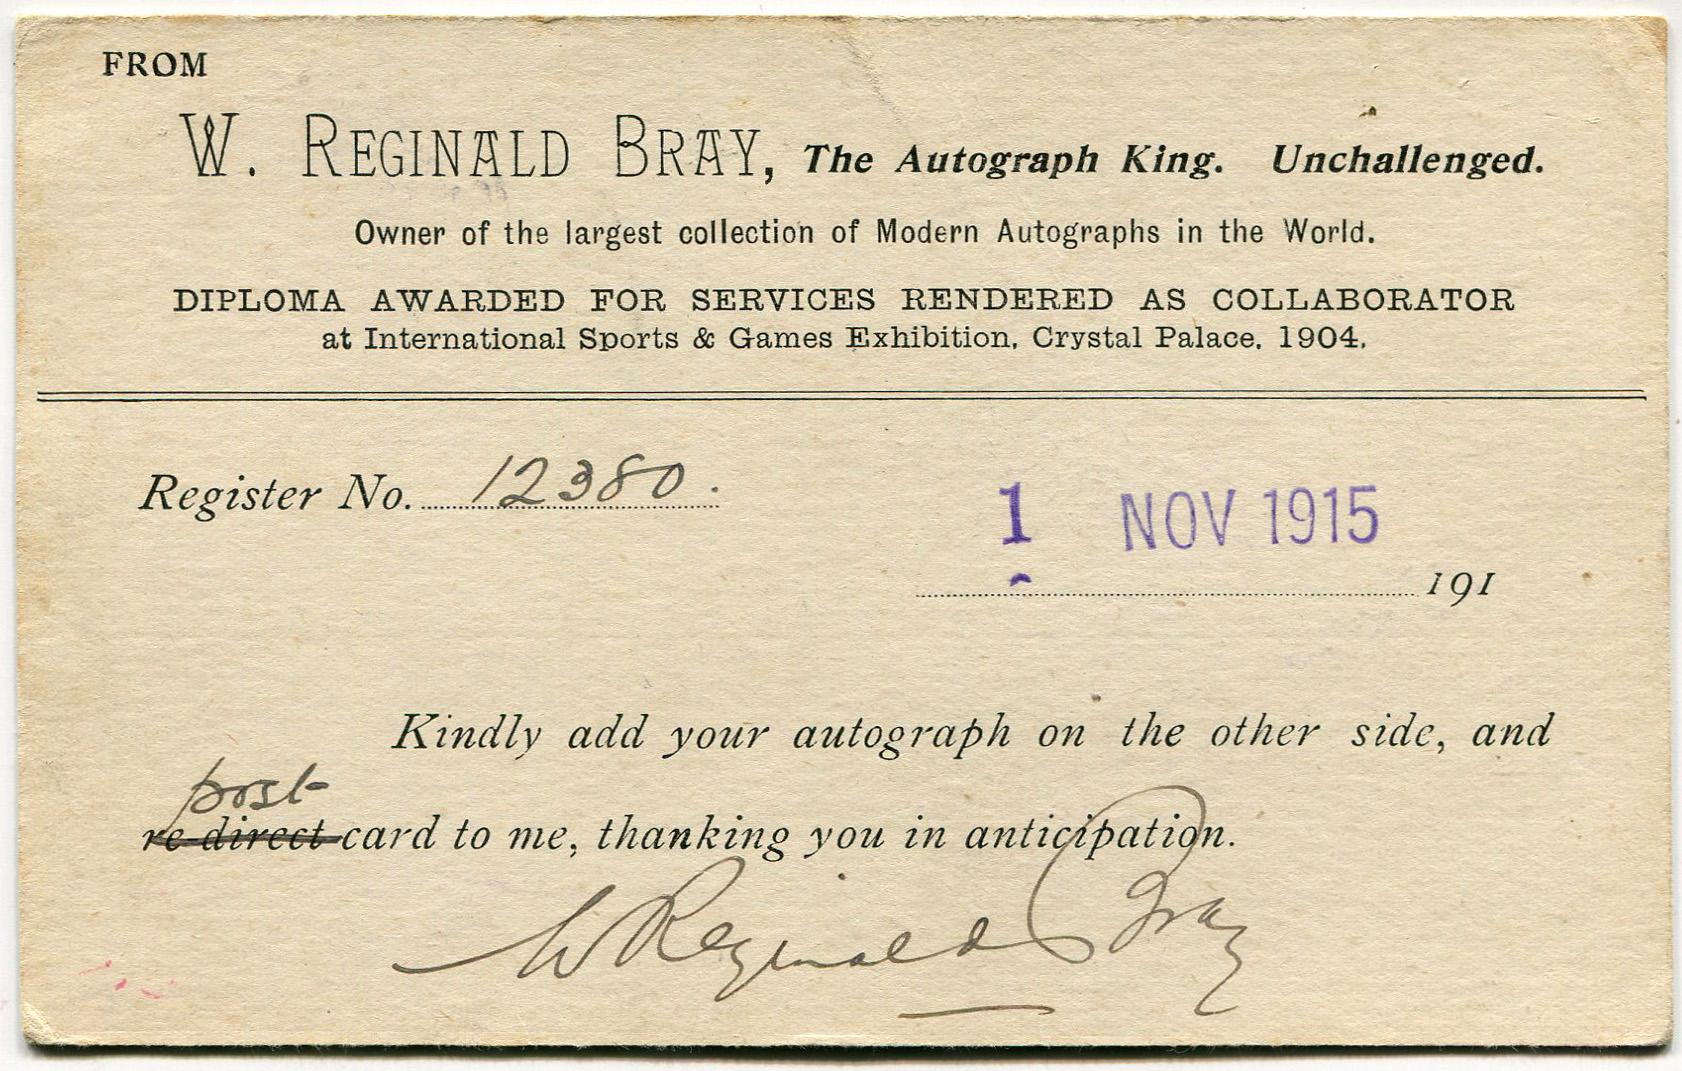 FROM
W. REGINALD BRAY, The Autograph King. Unchallenged.
Owner of the largest collection of Modern Autographs in the World.
DIPLOMA AWARDED FOR SERVICES RENDERED AS COLLABORATOR
at International Sports & Games Exhibition, Crystal Palace, 1904.
Register No. 12380.
1 NOV 1915
191
Kindly add your autograph on the other side, and
post
re-direct card to me, thanking you in anticipation.
W Reginald Bray